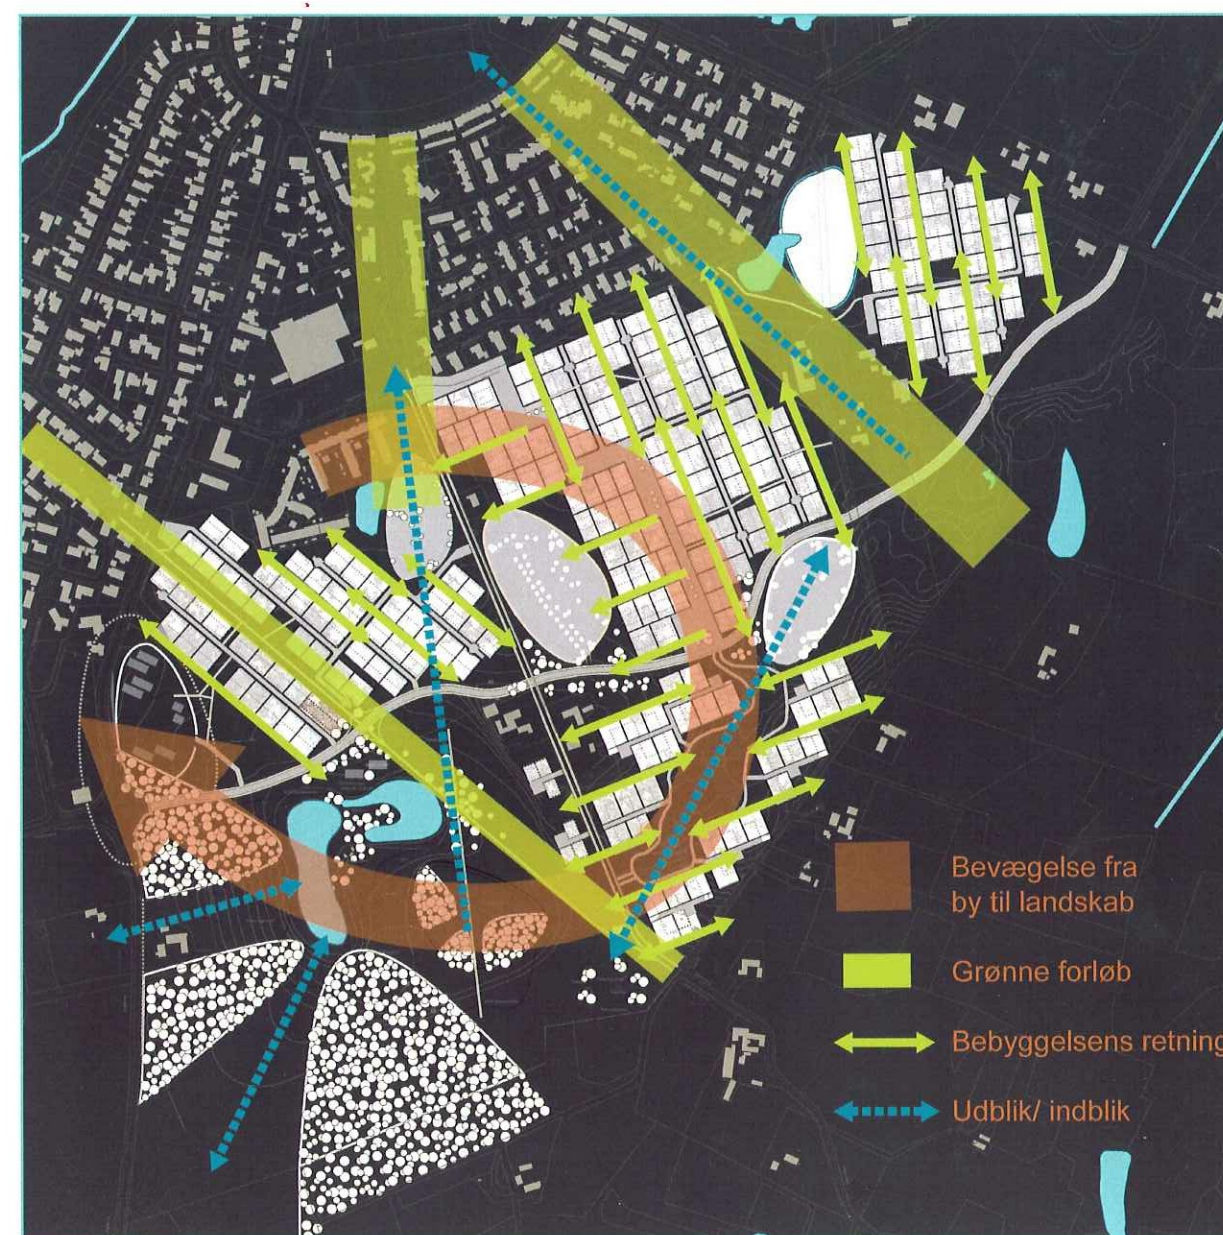 Bevægelse fra
by til landskab
Grønne forløb
Bebyggelsens retning
Udblik/ indblik